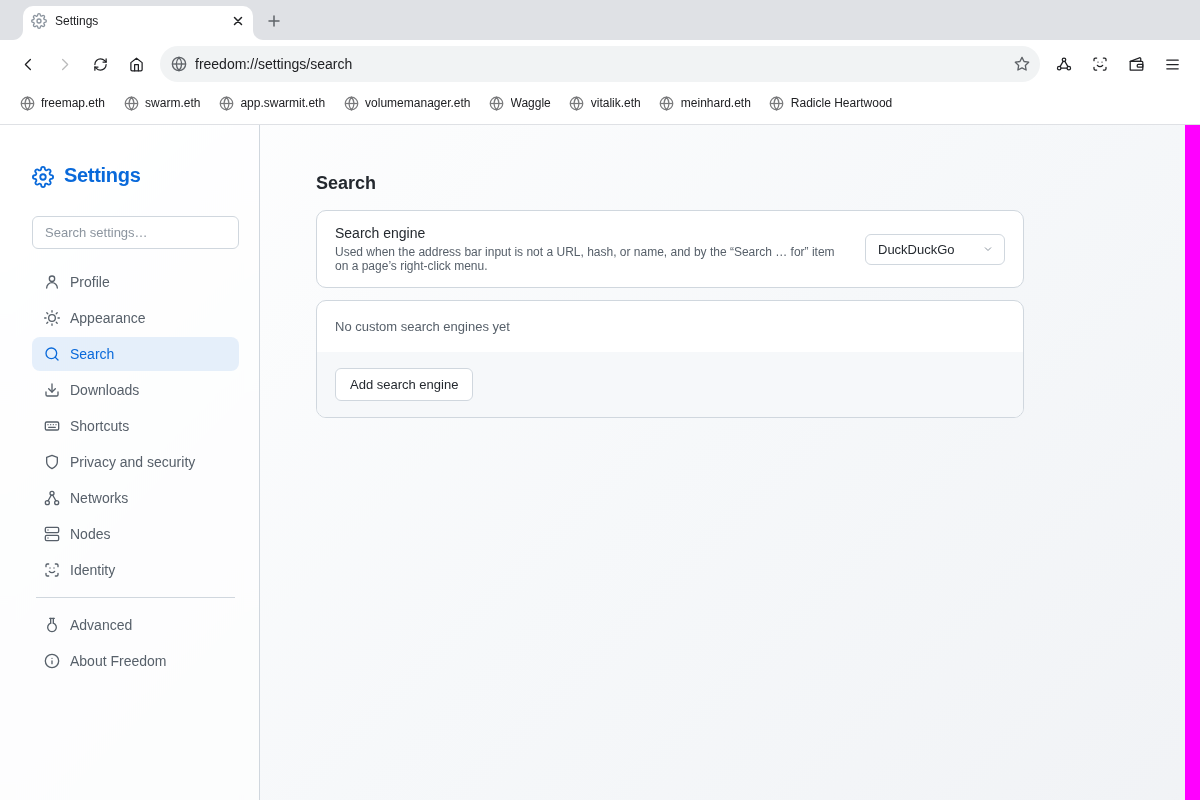 Settings
freedom://settings/search
freemap.eth
swarm.eth
app.swarmit.eth
volumemanager.eth
Waggle
vitalik.eth
meinhard.eth
Radicle Heartwood
Settings
Search settings…
Profile
Appearance
Search
Downloads
Shortcuts
Privacy and security
Networks
Nodes
Identity
Advanced
About Freedom
Search
Search engine
Used when the address bar input is not a URL, hash, or name, and by the “Search … for” item
on a page’s right-click menu.
DuckDuckGo
No custom search engines yet
Add search engine